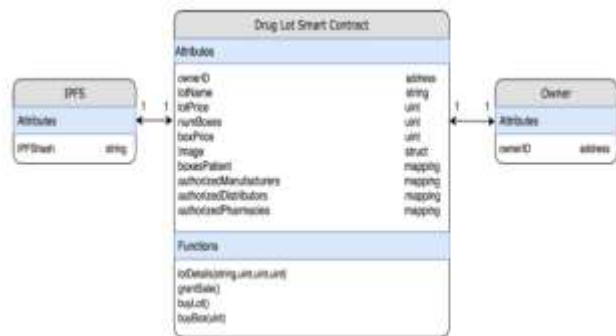 Drug Lot Smart Contract
Attributes
ownerID address
lotName string
lotPrice uint
numBoxes uint
boxPrice uint
Image struct
boxesPatient mapping
authorizedManufacturers mapping
authorizedDistributors mapping
authorizedPharmacies mapping
Functions
lotDetails(string,uint,uint,uint)
grantSale()
buyLot()
buyBox(uint)
IPFS
Attributes
IPFShash string
1 1
Owner
Attributes
ownerID address
1 1